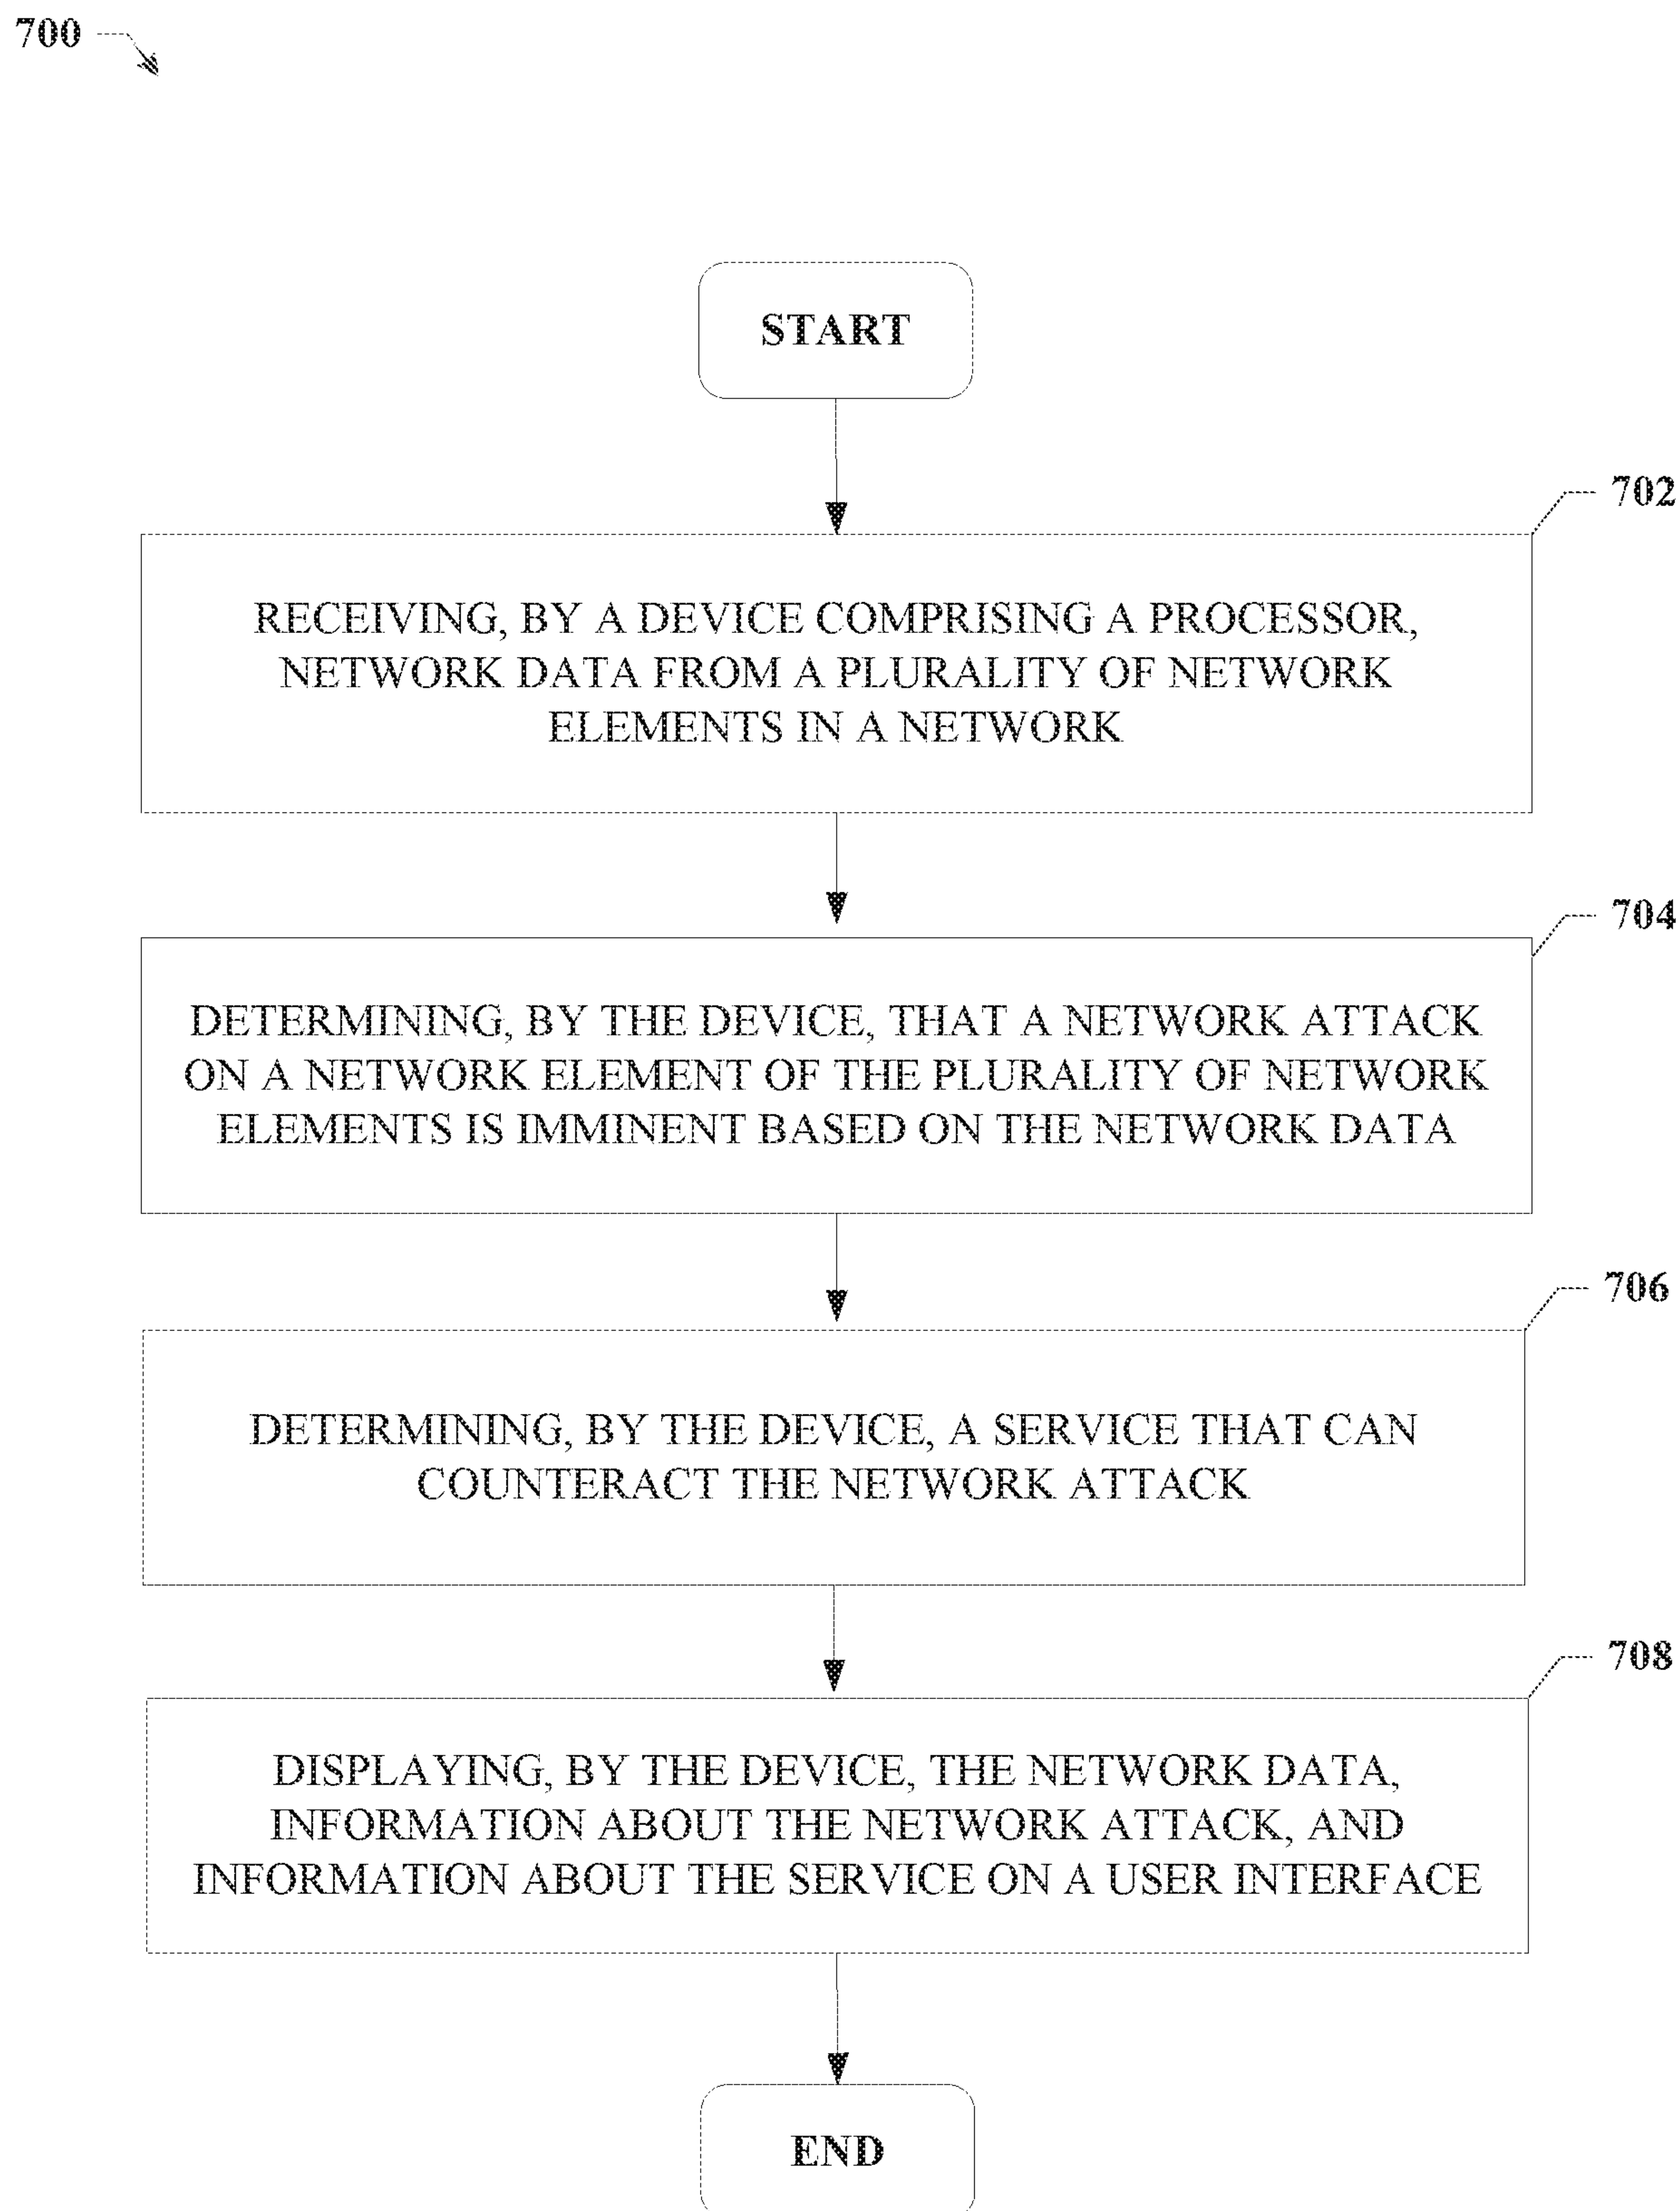 700
START
702
RECEIVING, BY A DEVICE COMPRISING A PROCESSOR,
NETWORK DATA FROM A PLURALITY OF NETWORK
ELEMENTS IN A NETWORK
704
DETERMINING, BY THE DEVICE, THAT A NETWORK ATTACK
ON A NETWORK ELEMENT OF THE PLURALITY OF NETWORK
ELEMENTS IS IMMINENT BASED ON THE NETWORK DATA
706
DETERMINING, BY THE DEVICE, A SERVICE THAT CAN
COUNTERACT THE NETWORK ATTACK
708
DISPLAYING, BY THE DEVICE, THE NETWORK DATA,
INFORMATION ABOUT THE NETWORK ATTACK, AND
INFORMATION ABOUT THE SERVICE ON A USER INTERFACE
END